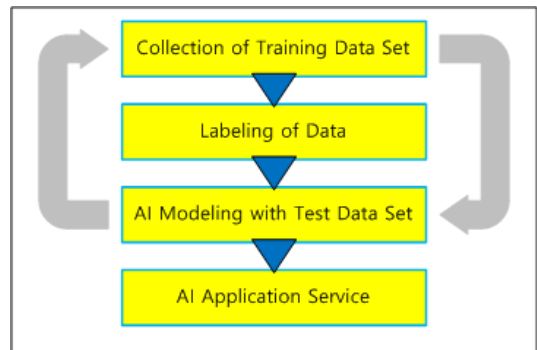 Collection of Training Data Set
Labeling of Data
AI Modeling with Test Data Set
AI Application Service